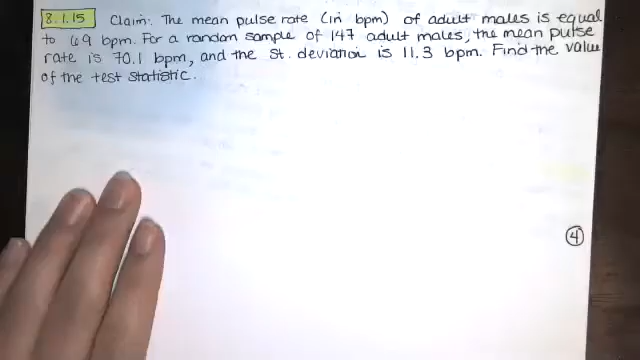 8.1.15 Claim: The mean pulse rate (in bpm) of adult males is equal
to 69 bpm. For a random sample of 147 adult males, the mean pulse
rate is 70.1 bpm, and the St. deviation is 11.3 bpm. Find the value
of the test statistic.
4